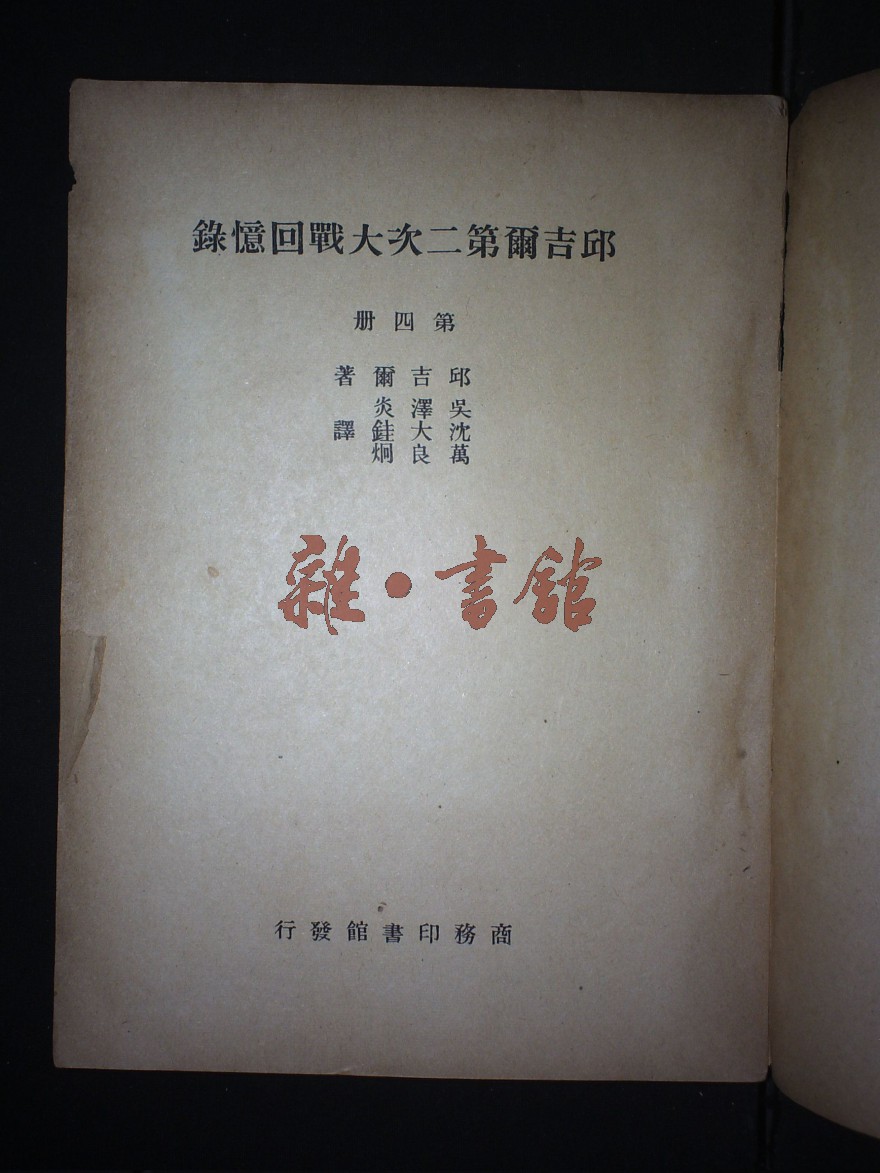 邱吉爾第二次大戰回憶錄
第四册
邱吉爾著
吳澤炎
沈大銈譯
萬良炯
雜·書館
商務印書館發行